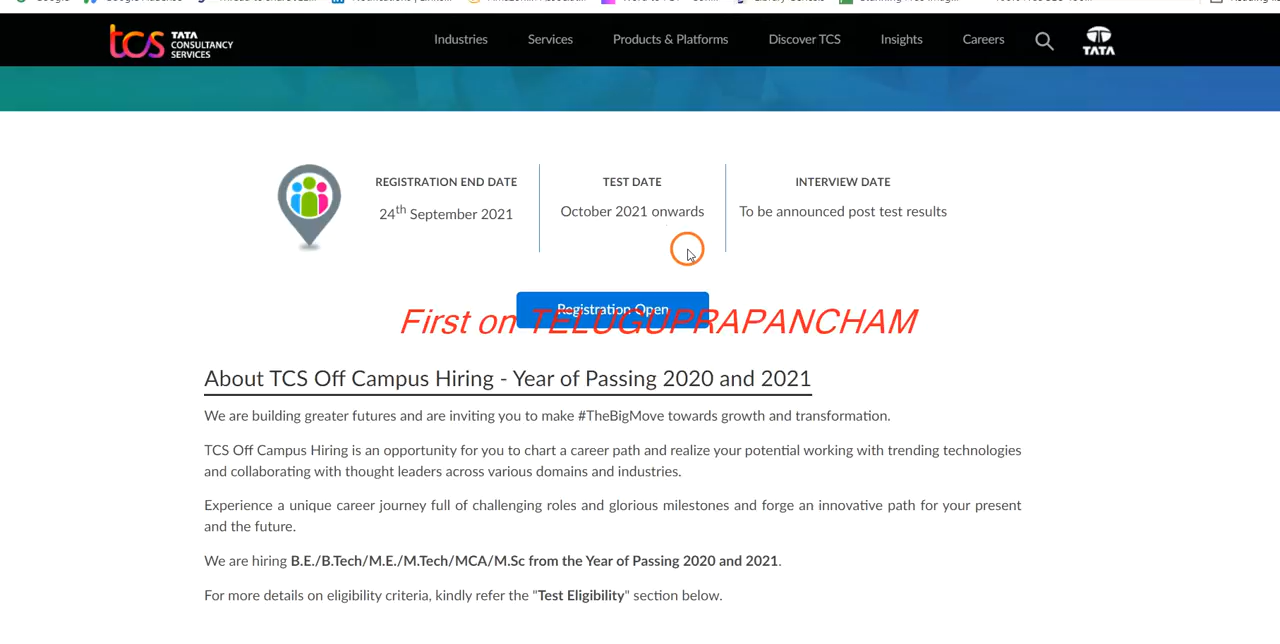 Google
tcs TATA
CONSULTANCY
SERVICES
Industries Services Products & Platforms Discover TCS Insights Careers TATA
REGISTRATION END DATE TEST DATE INTERVIEW DATE
24th September 2021 October 2021 onwards To be announced post test results
Registration Open
First on TELUGUPRAPANCHAM
About TCS Off Campus Hiring - Year of Passing 2020 and 2021
We are building greater futures and are inviting you to make #TheBigMove towards growth and transformation.
TCS Off Campus Hiring is an opportunity for you to chart a career path and realize your potential working with trending technologies
and collaborating with thought leaders across various domains and industries.
Experience a unique career journey full of challenging roles and glorious milestones and forge an innovative path for your present
and the future.
We are hiring B.E./B.Tech/M.E./M.Tech/MCA/M.Sc from the Year of Passing 2020 and 2021.
For more details on eligibility criteria, kindly refer the "Test Eligibility" section below.